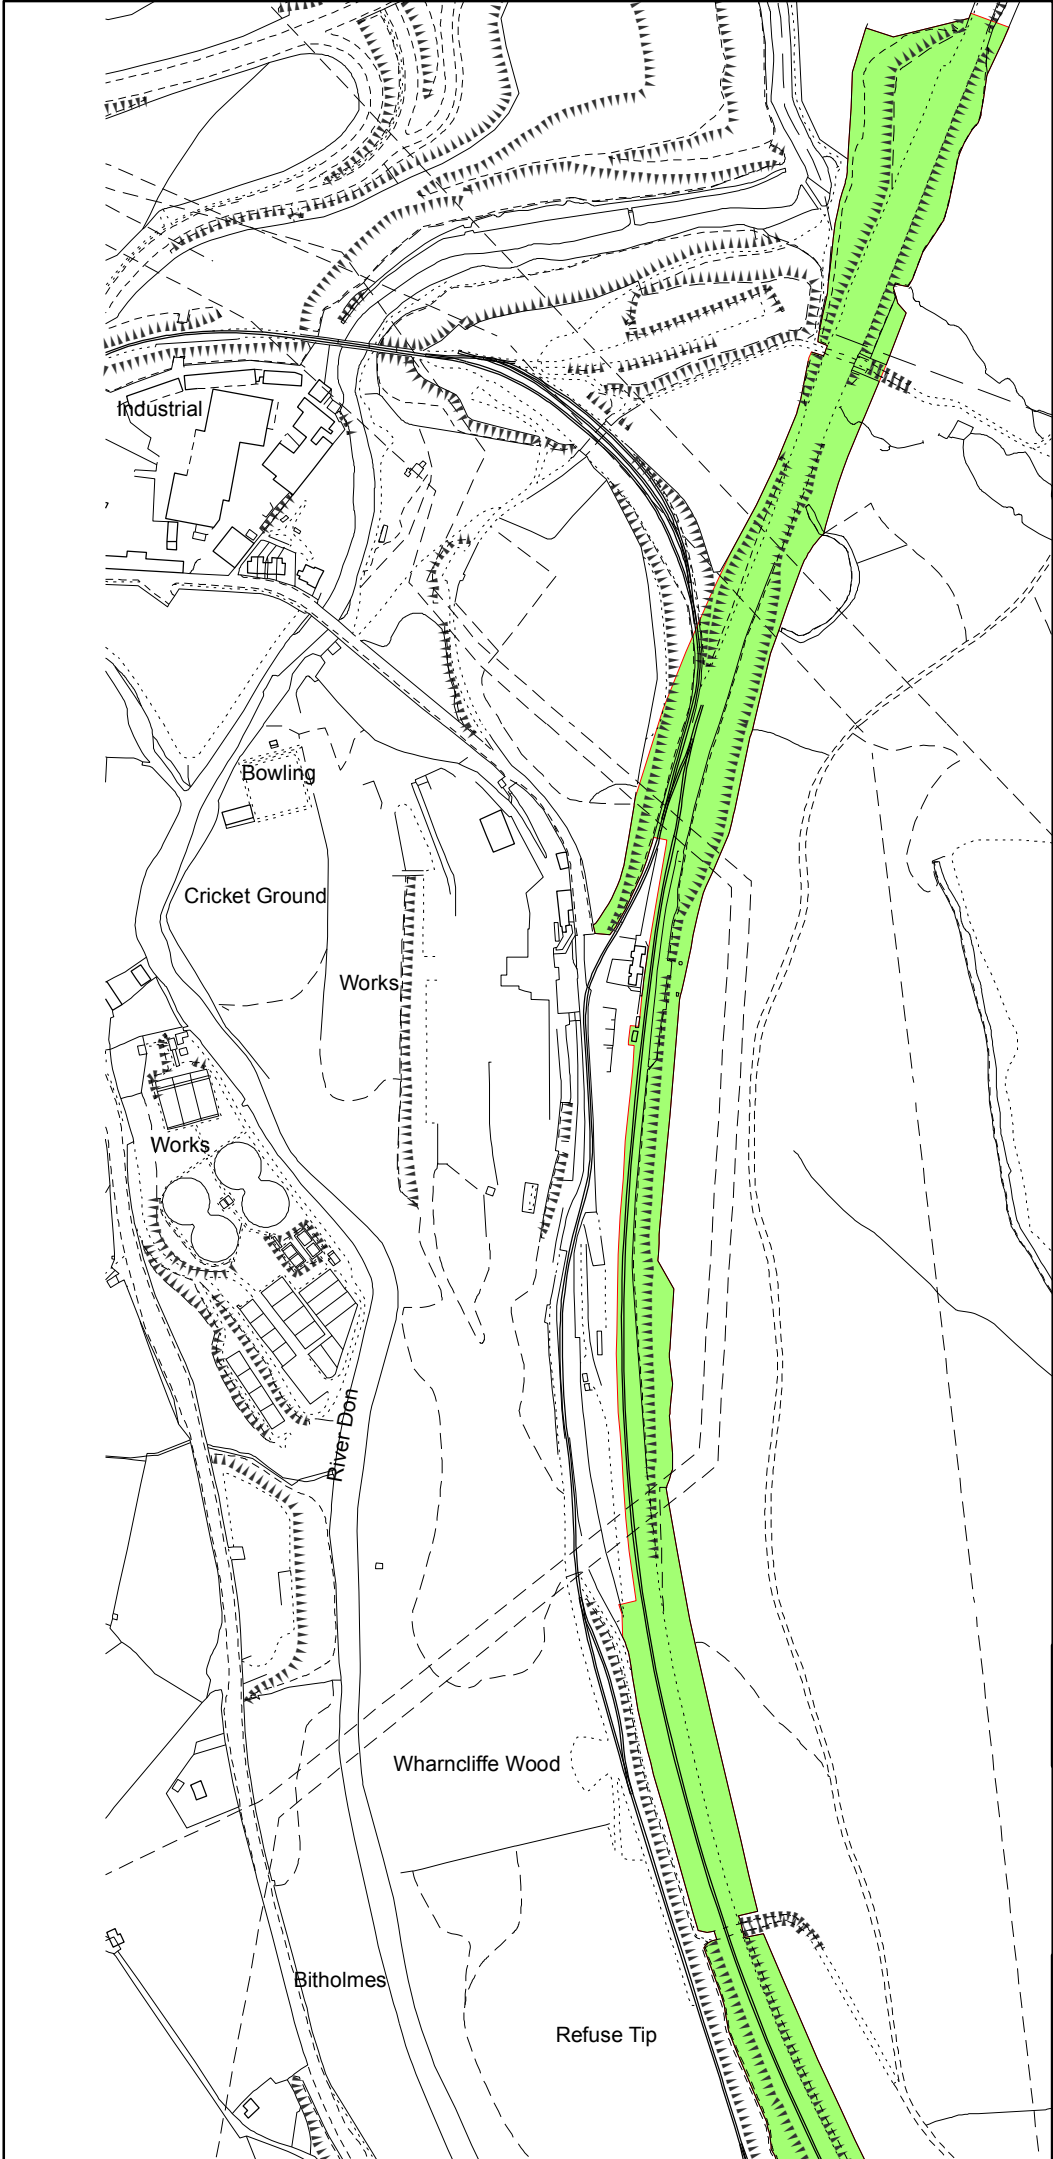 Industrial
Bowling
Cricket Ground
Works
Works
River Don
Wharncliffe Wood
Bitholmes
Refuse Tip